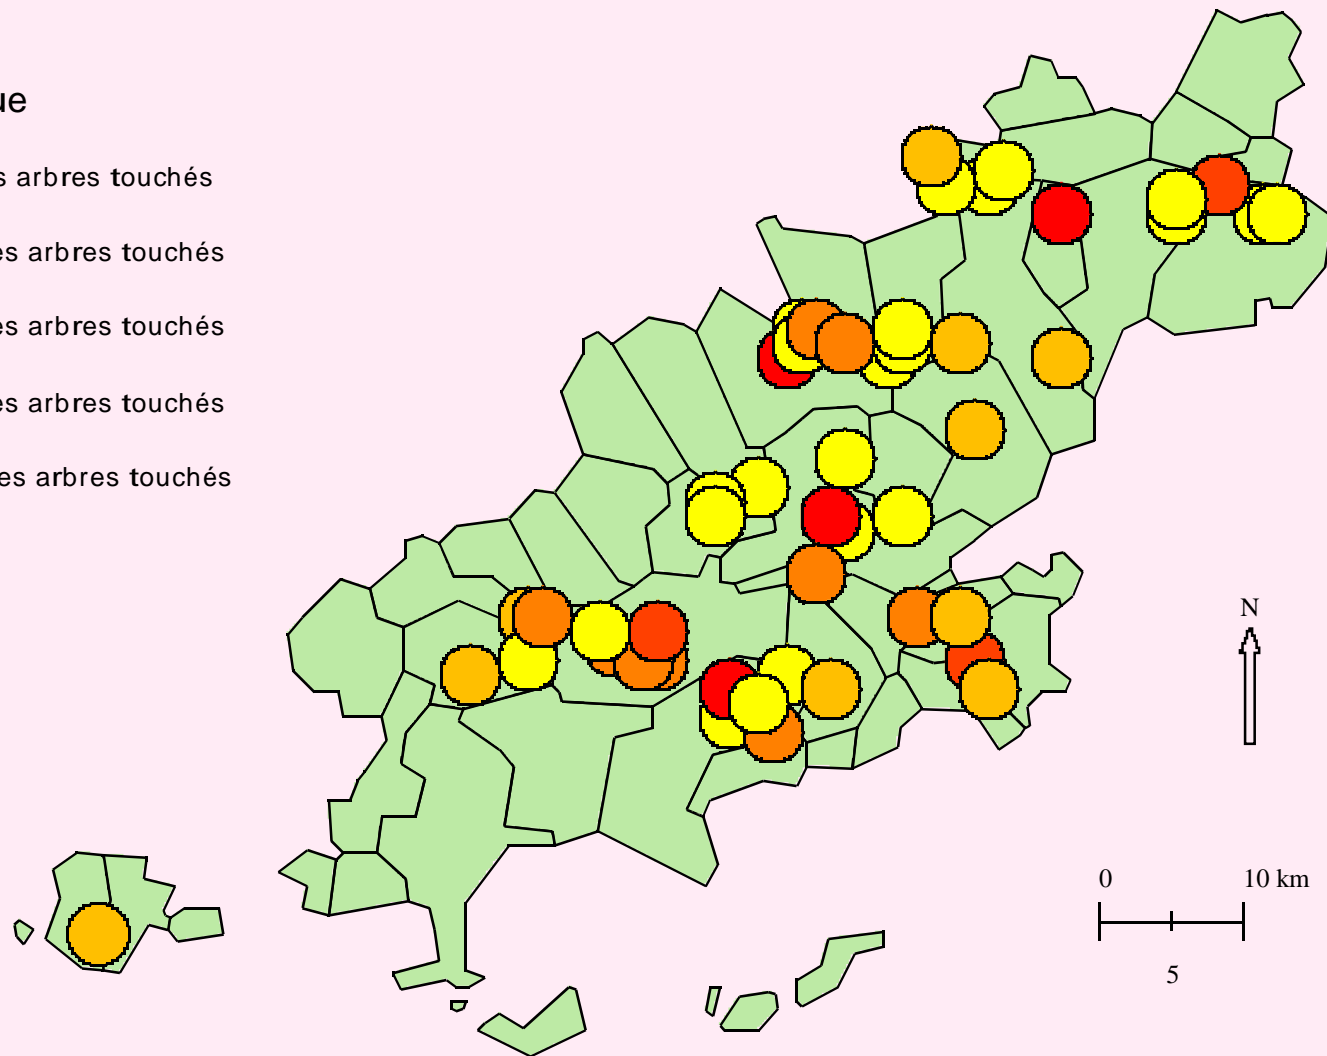 ue
s arbres touchés
es arbres touchés
es arbres touchés
es arbres touchés
es arbres touchés
N
0 10 km
5